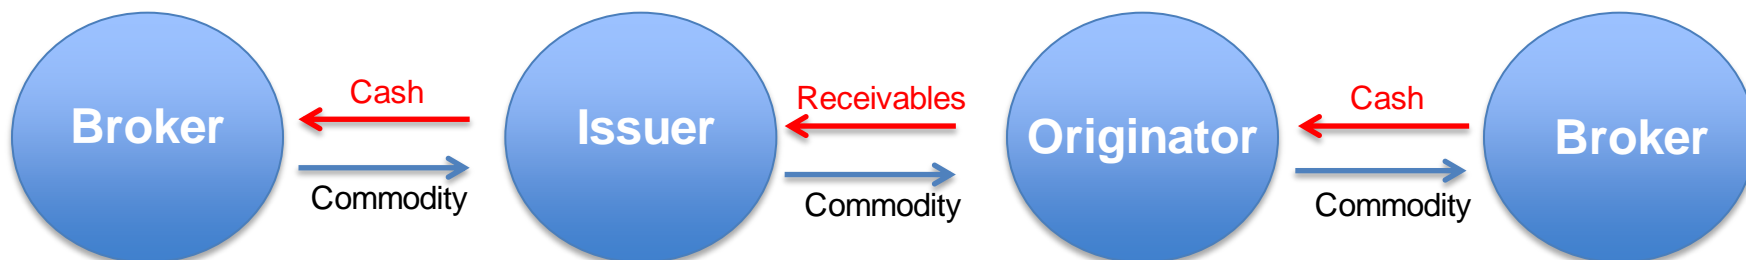 Broker
Cash
Commodity
Issuer
Receivables
Commodity
Originator
Cash
Commodity
Broker